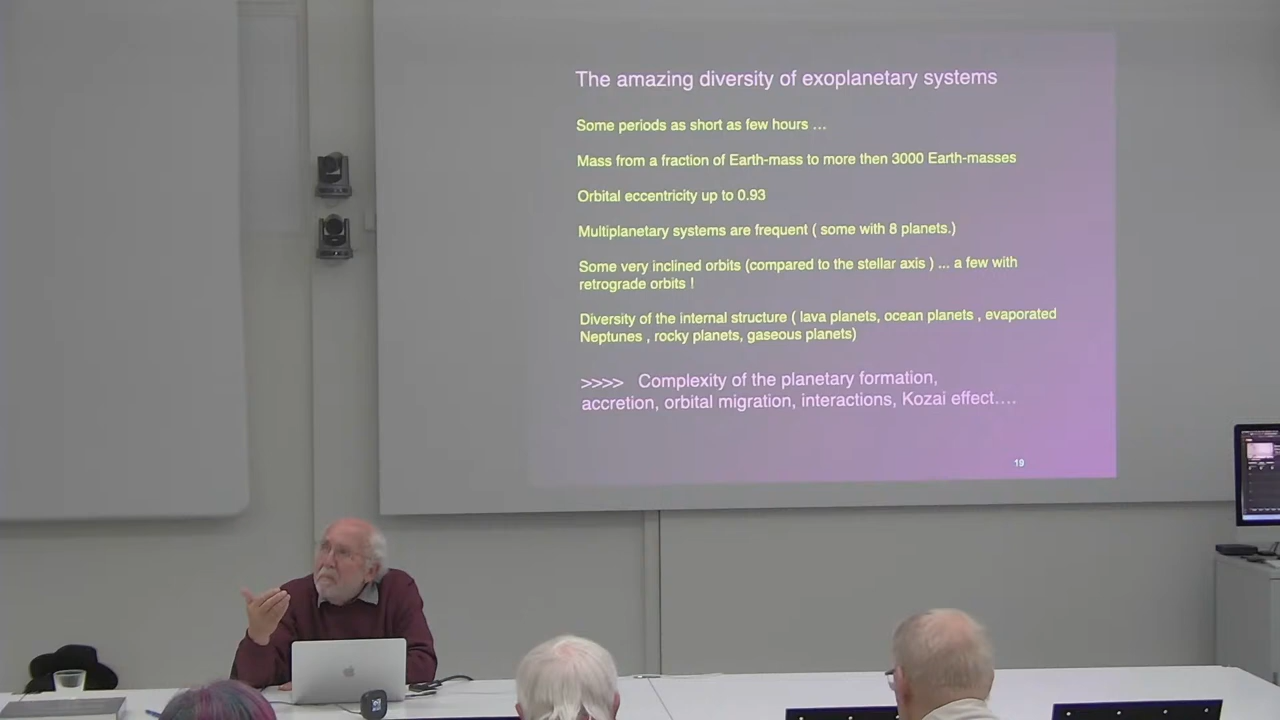 The amazing diversity of exoplanetary systems
Some periods as short as few hours ...
Mass from a fraction of Earth-mass to more then 3000 Earth-masses
Orbital eccentricity up to 0.93
Multiplanetary systems are frequent ( some with 8 planets.)
Some very inclined orbits (compared to the stellar axis ) ... a few with
retrograde orbits !
Diversity of the internal structure ( lava planets, ocean planets , evaporated
Neptunes , rocky planets, gaseous planets)
>>>> Complexity of the planetary formation,
accretion, orbital migration, interactions, Kozai effect....
19